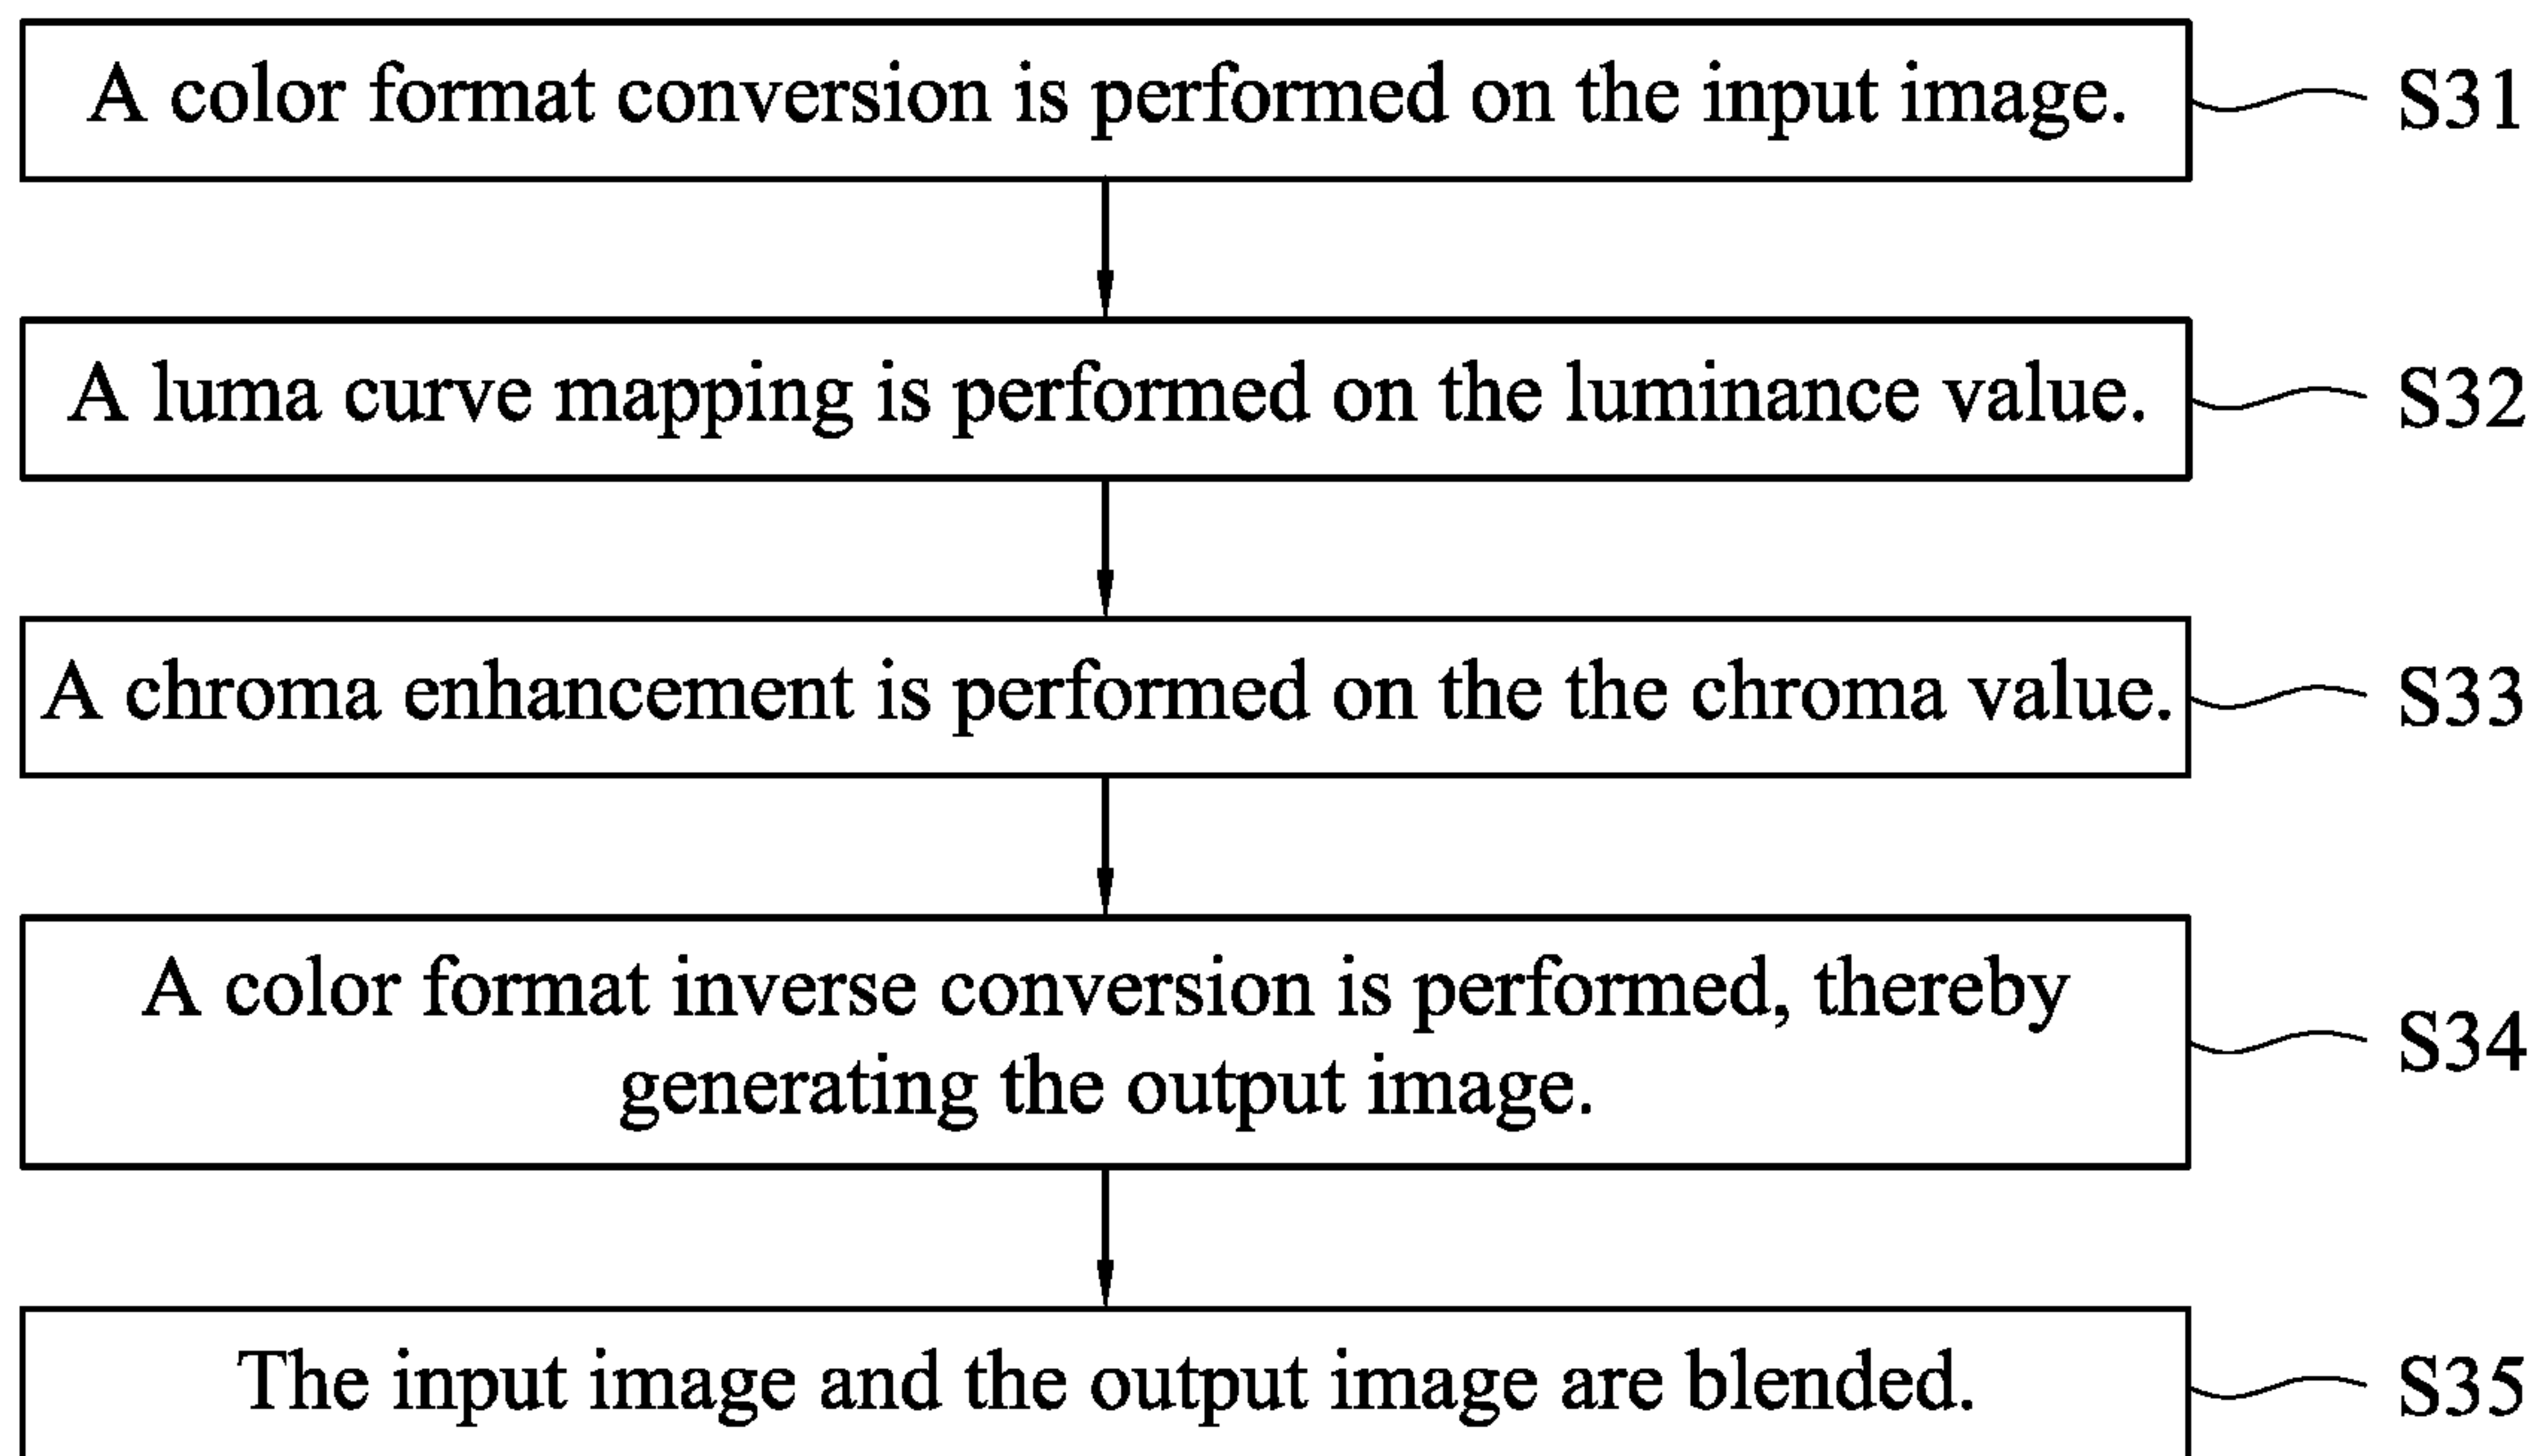 A color format conversion is performed on the input image. S31
A luma curve mapping is performed on the luminance value. S32
A chroma enhancement is performed on the the chroma value. S33
A color format inverse conversion is performed, thereby
generating the output image.
S34
The input image and the output image are blended. S35